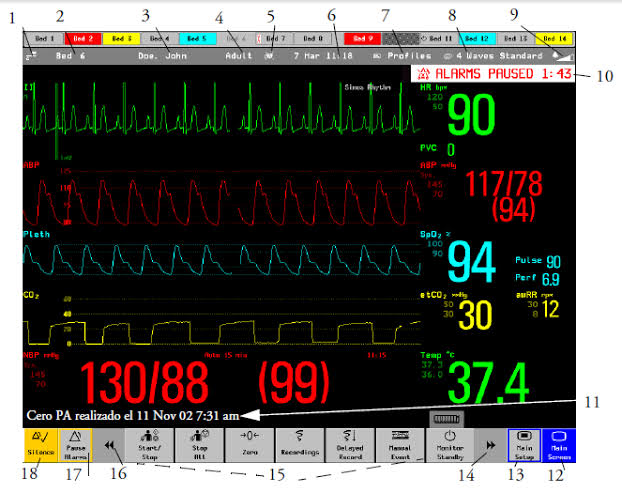 1 2 3 4 5 6 7 8 9
Bed 1 Bed 2 Bed 3 Bed 4 Bed 5 Bed 6 Bed 7 Bed 8 Bed 9 Bed 11 Bed 12 Bed 13 Bed 14
Bed 6 Doe, John Adult 7 Mar 11:18 Profiles 4 Waves Standard
ALARMS PAUSED 1:43 10
II Sinus Rhythm HR bpm
120
50
90
1mV
PVC 0
ABP 115 ABP mmHg
Sys.
145
70
117/78
(94)
Pleth SpO₂ %
100
90
94
Pulse 90
Perf 6.9
CO₂ etCO₂ mmHg awRR rpm
50
30
30
30
8
12
NBP mmHg Auto 15 min 11:15 Temp °C
Sys.
145
70
130/88 (99)
37.3
36.0
37.4
Cero PA realizado el 11 Nov 02 7:31 am 11
Silence Pause Alarms Start/ Stop Stop All Zero Recordings Delayed Record Manual Event Monitor Standby Main Setup Main Screen
18 17 16 15 14 13 12